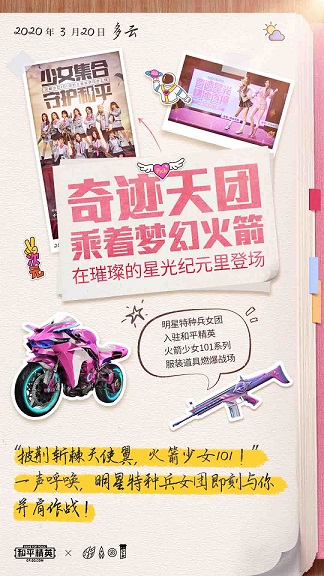 2020年3月20日 多云
少女集合
守护和平
奇迹天团
乘着梦幻火箭
在璀璨的星光纪元里登场
明星特种兵女团
入驻和平精英
火箭少女101系列
服装道具燃爆战场
“披荆斩棘天使翼，火箭少女101！”
一声呼唤，明星特种兵女团即刻与你
并肩作战！
和平精英 ×
GP.QQ.COM